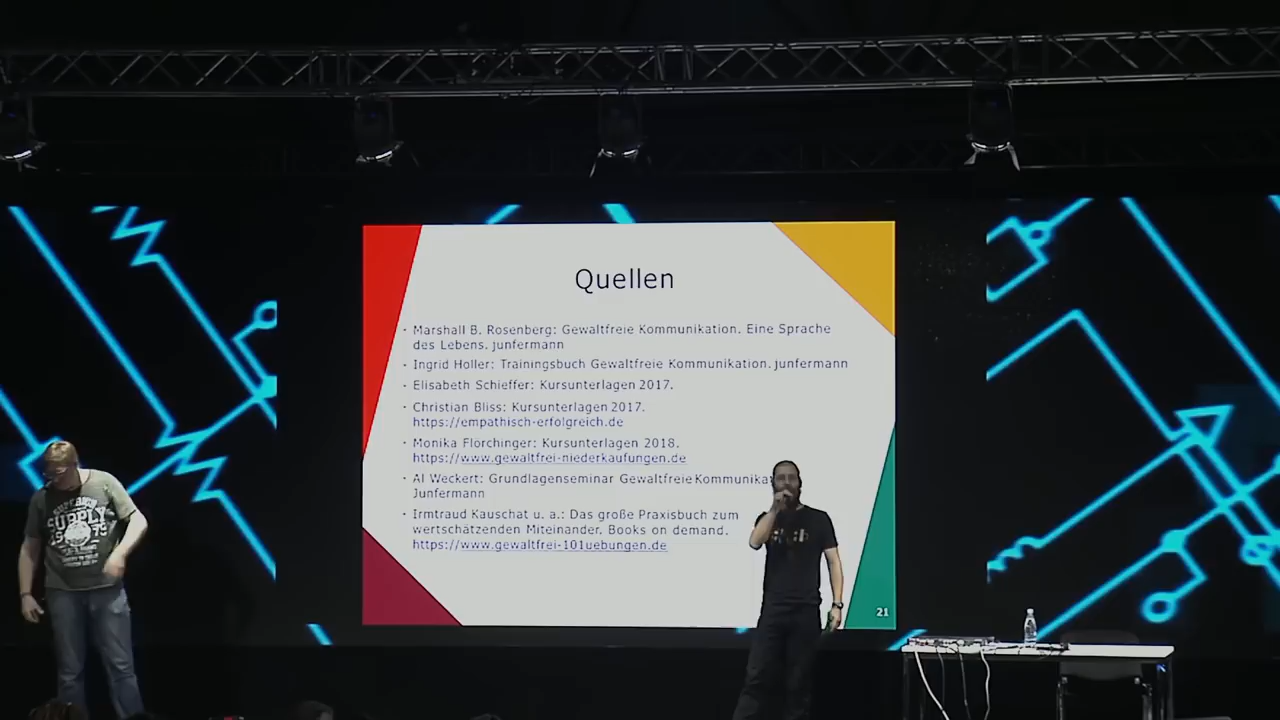 Quellen
Marshall B. Rosenberg: Gewaltfreie Kommunikation. Eine Sprache
des Lebens. junfermann
Ingrid Holler: Trainingsbuch Gewaltfreie Kommunikation. junfermann
Elisabeth Schieffer: Kursunterlagen 2017.
Christian Bliss: Kursunterlagen 2017.
https://empathisch-erfolgreich.de
Monika Flörchinger: Kursunterlagen 2018.
https://www.gewaltfrei-niederkaufungen.de
Al Weckert: Grundlagenseminar Gewaltfreie Kommunika
Junfermann
Irmtraud Kauschat u. a.: Das große Praxisbuch zum
wertschätzenden Miteinander. Books on demand.
https://www.gewaltfrei-101uebungen.de
21
SUPPLY
1975